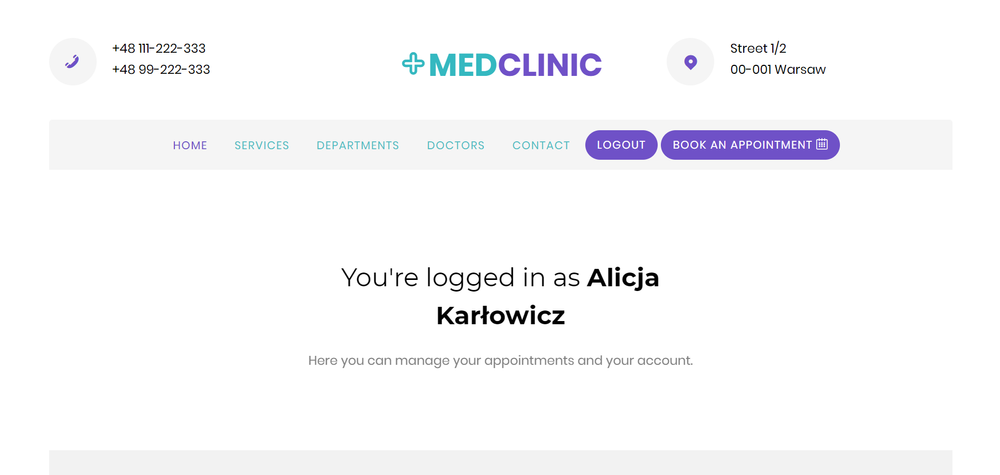 +48 111-222-333
+48 99-222-333
MEDCLINIC
Street 1/2
00-001 Warsaw
HOME SERVICES DEPARTMENTS DOCTORS CONTACT LOGOUT BOOK AN APPOINTMENT
You're logged in as Alicja
Karłowicz
Here you can manage your appointments and your account.